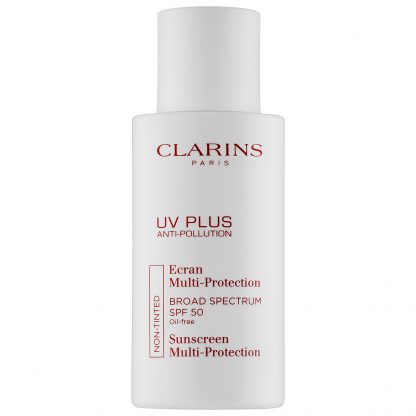 CLARINS
PARIS
UV PLUS
ANTI-POLLUTION
NON-TINTED
Ecran
Multi-Protection
BROAD SPECTRUM
SPF 50
Oil-free
Sunscreen
Multi-Protection